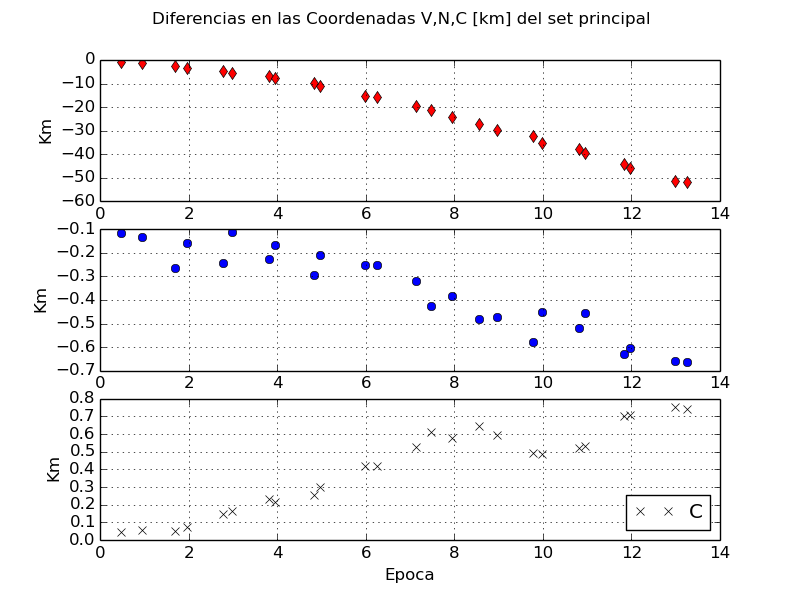 Diferencias en las Coordenadas V,N,C [km] del set principal
0
−10
−20
−30
−40
−50
−60
Km
0 2 4 6 8 10 12 14
−0.1
−0.2
−0.3
−0.4
−0.5
−0.6
−0.7
Km
0 2 4 6 8 10 12 14
0.8
0.7
0.6
0.5
0.4
0.3
0.2
0.1
0.0
Km
C
0 2 4 6 8 10 12 14
Epoca